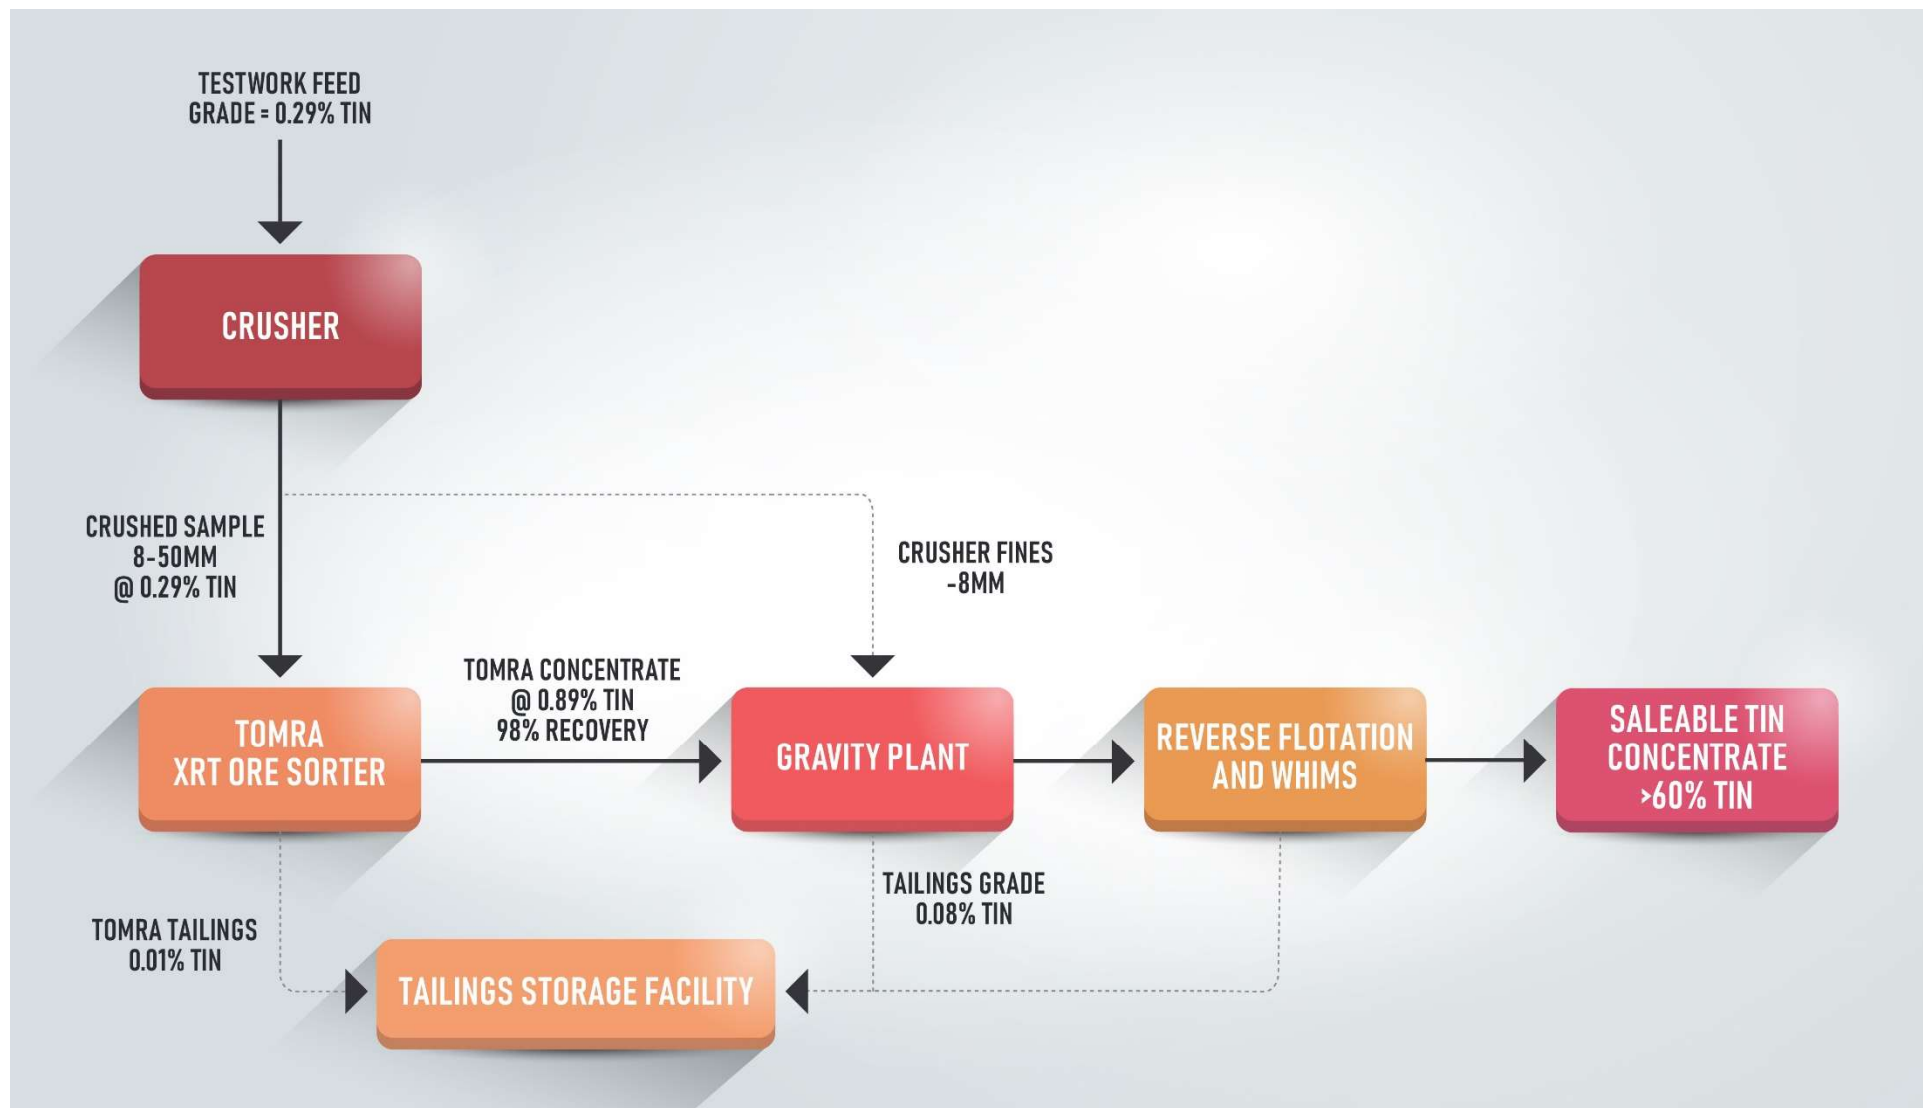 TESTWORK FEED
GRADE = 0.29% TIN
CRUSHER
CRUSHED SAMPLE
8-50MM
@ 0.29% TIN
CRUSHER FINES
-8MM
TOMRA
XRT ORE SORTER
TOMRA CONCENTRATE
@ 0.89% TIN
98% RECOVERY
GRAVITY PLANT
REVERSE FLOTATION
AND WHIMS
SALEABLE TIN
CONCENTRATE
>60% TIN
TOMRA TAILINGS
0.01% TIN
TAILINGS GRADE
0.08% TIN
TAILINGS STORAGE FACILITY